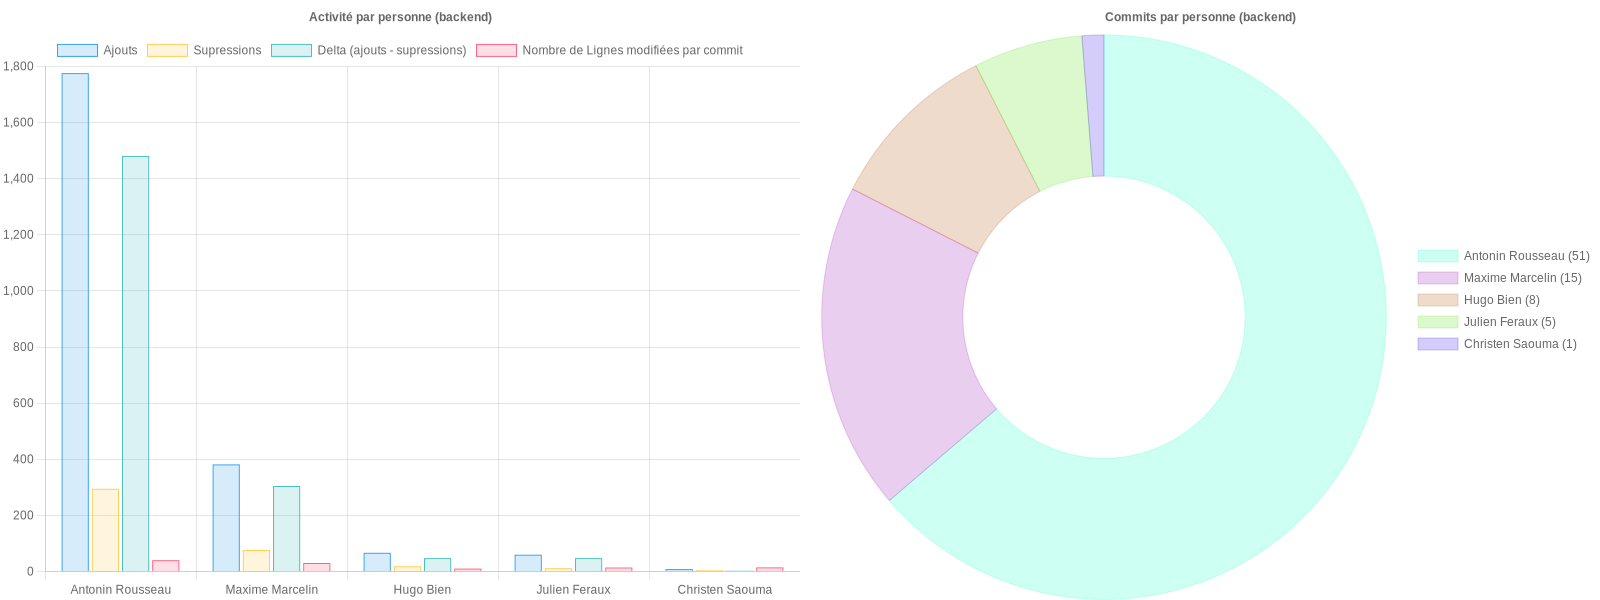 Activité par personne (backend)
Ajouts
Supressions
Delta (ajouts - supressions)
Nombre de Lignes modifiées par commit
1,800
1,600
1,400
1,200
1,000
800
600
400
200
0
Antonin Rousseau
Maxime Marcelin
Hugo Bien
Julien Feraux
Christen Saouma
Commits par personne (backend)
Antonin Rousseau (51)
Maxime Marcelin (15)
Hugo Bien (8)
Julien Feraux (5)
Christen Saouma (1)